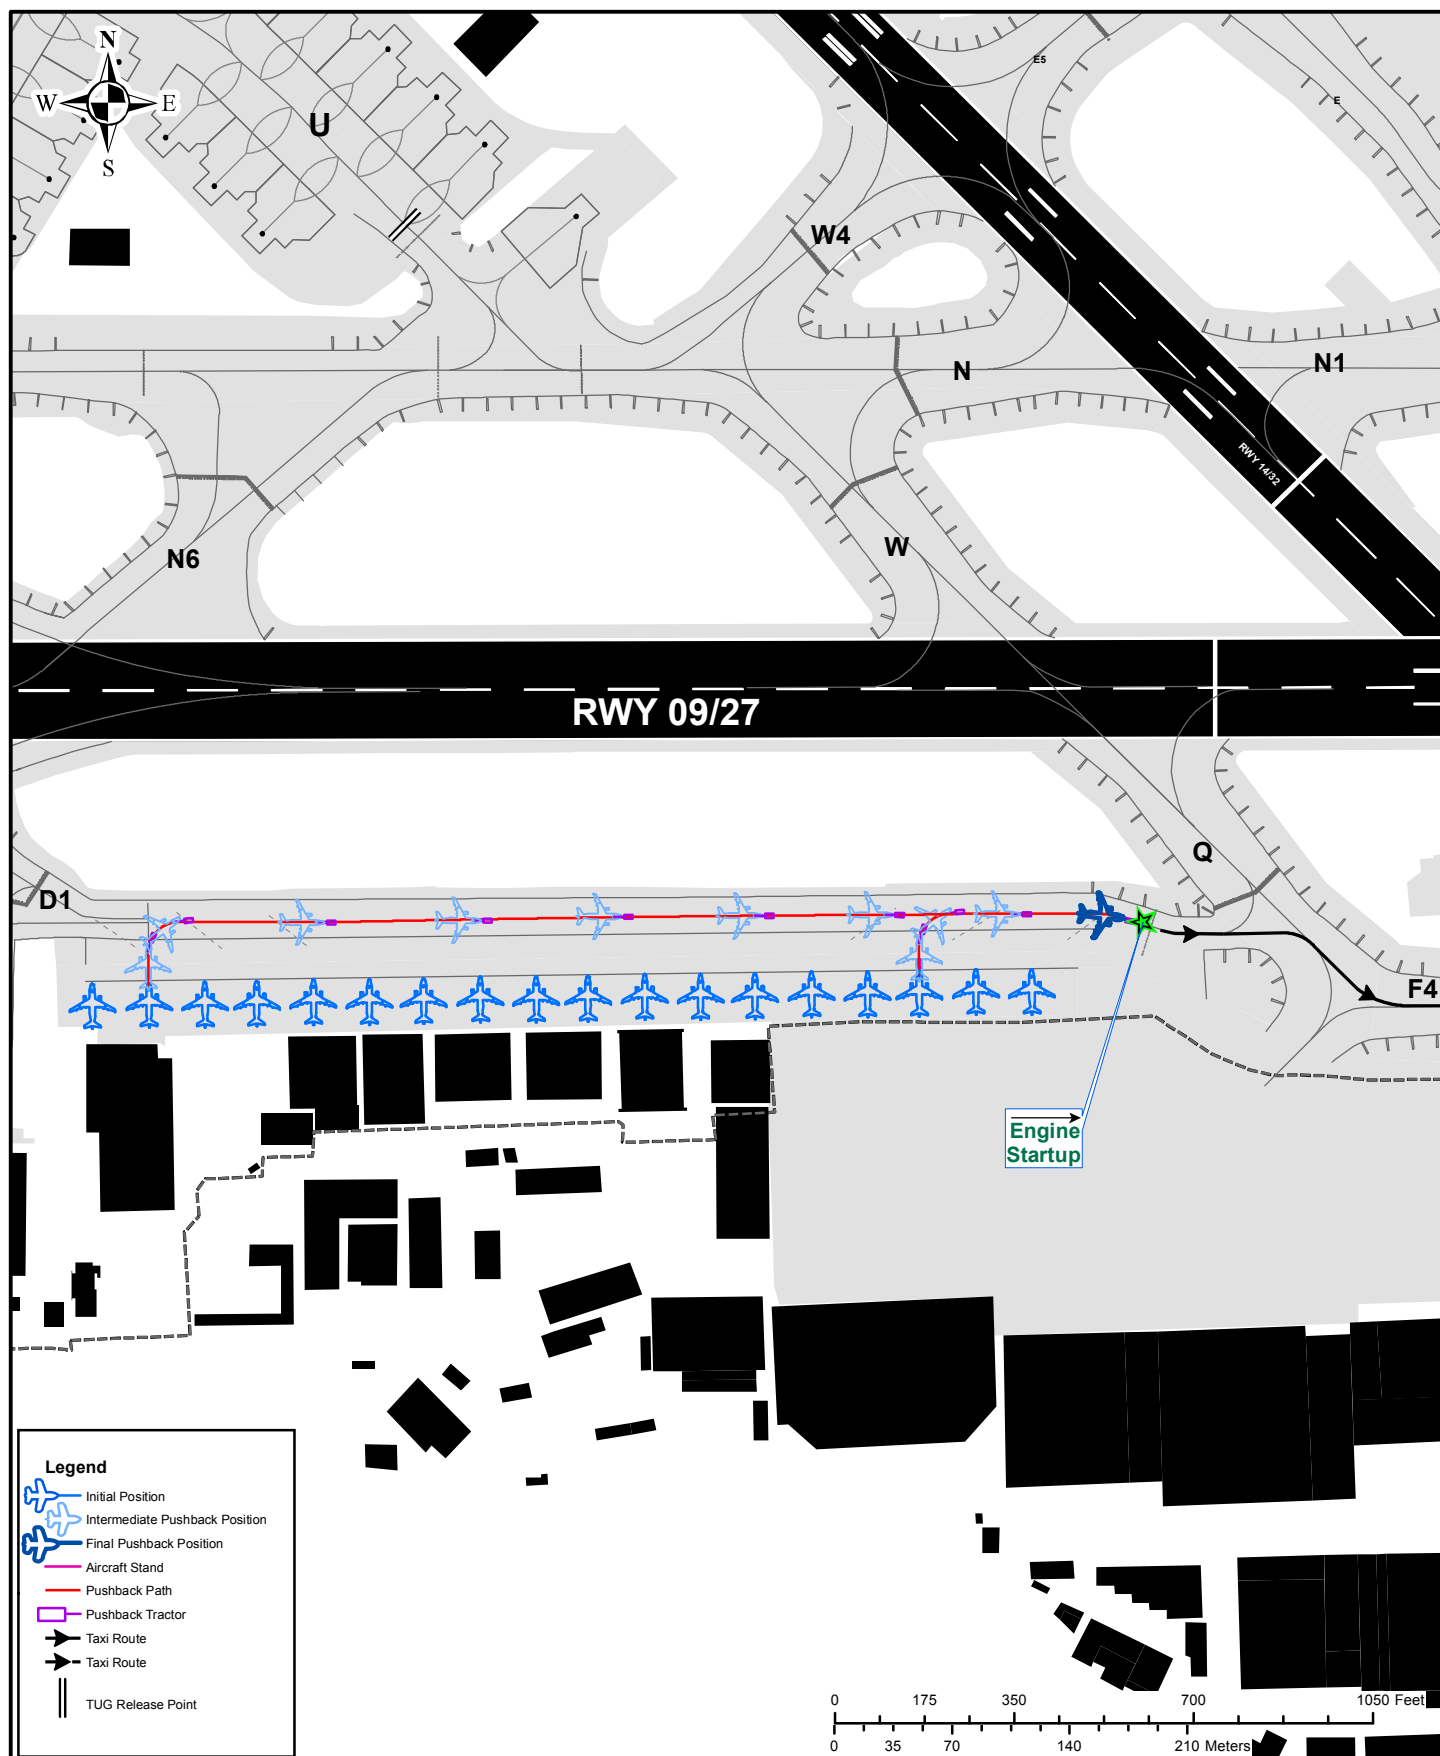 E5
E
N
W E
S
U
W4
N
N1
RWY 14/32
N6
W
RWY 09/27
Q
D1
F4
Engine
Startup
Legend
Initial Position
Intermediate Pushback Position
Final Pushback Position
Aircraft Stand
Pushback Path
Pushback Tractor
Taxi Route
Taxi Route
TUG Release Point
0 175 350 700 1050 Feet
0 35 70 140 210 Meters